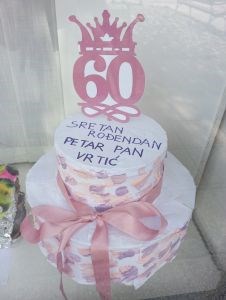 60
SRETAN
ROĐENDAN
PETAR PAN
VRTIĆ